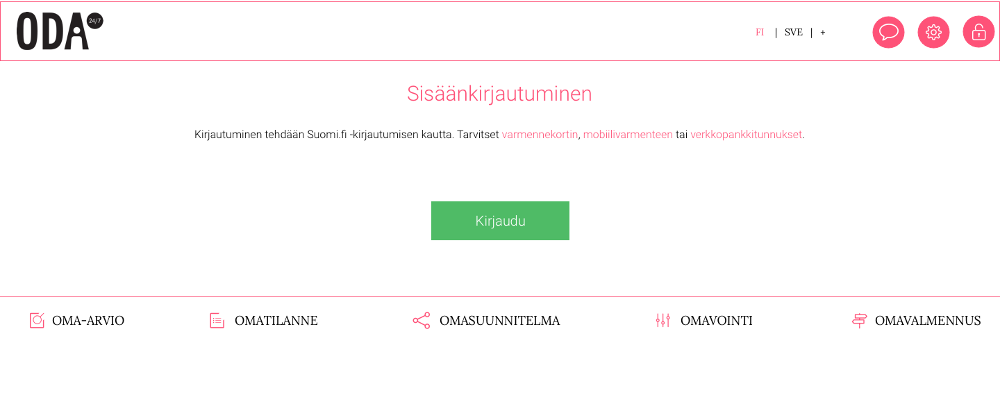 ODA 24/7
FI | SVE | +
Sisäänkirjautuminen
Kirjautuminen tehdään Suomi.fi -kirjautumisen kautta. Tarvitset varmennekortin, mobiilivarmenteen tai verkkopankkitunnukset.
Kirjaudu
OMA-ARVIO OMATILANNE OMASUUNNITELMA OMAVOINTI OMAVALMENNUS